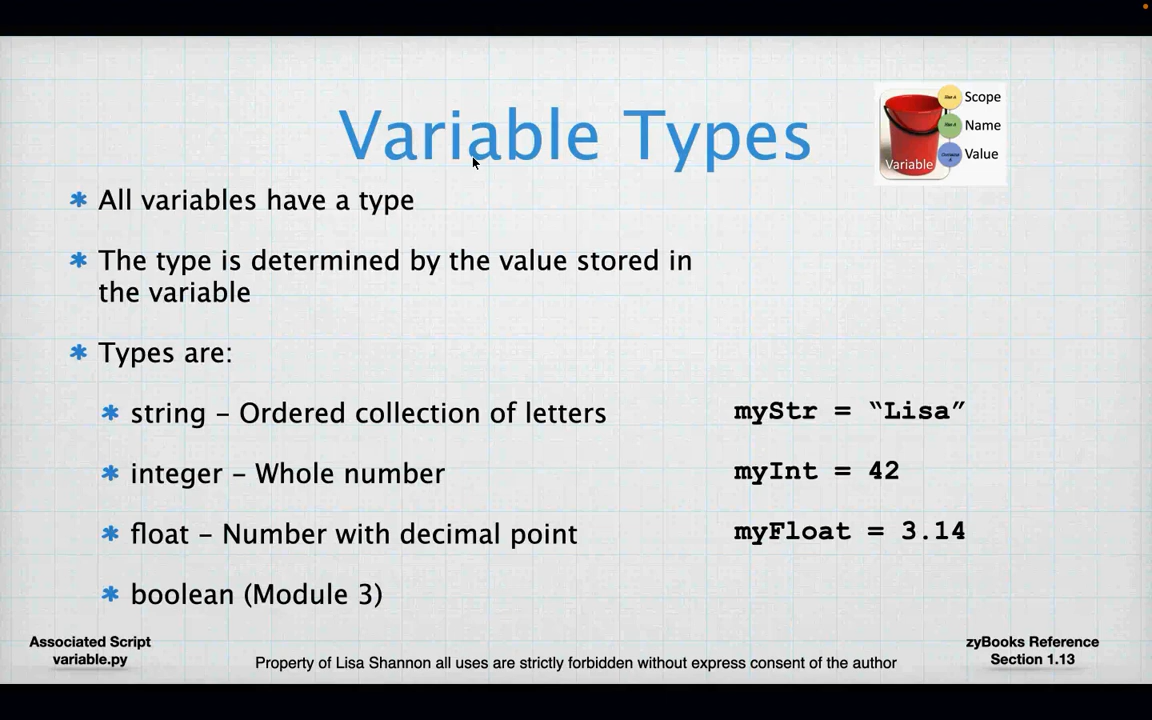 Variable Types
Scope
Name
Value
Variable
* All variables have a type
* The type is determined by the value stored in
the variable
* Types are:
* string – Ordered collection of letters
myStr = “Lisa”
* integer – Whole number
myInt = 42
* float – Number with decimal point
myFloat = 3.14
* boolean (Module 3)
Associated Script
variable.py
Property of Lisa Shannon all uses are strictly forbidden without express consent of the author
zyBooks Reference
Section 1.13